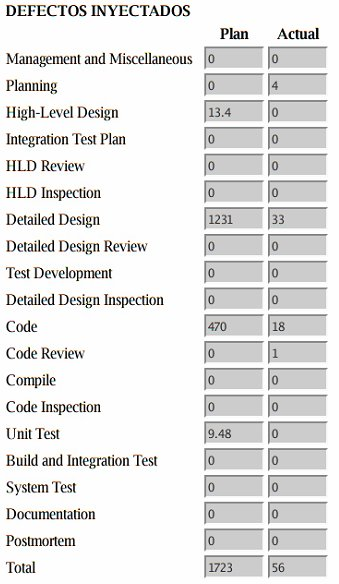 DEFECTOS INYECTADOS
Plan Actual
Management and Miscellaneous 0 0
Planning 0 4
High-Level Design 13.4 0
Integration Test Plan 0 0
HLD Review 0 0
HLD Inspection 0 0
Detailed Design 1231 33
Detailed Design Review 0 0
Test Development 0 0
Detailed Design Inspection 0 0
Code 470 18
Code Review 0 1
Compile 0 0
Code Inspection 0 0
Unit Test 9.48 0
Build and Integration Test 0 0
System Test 0 0
Documentation 0 0
Postmortem 0 0
Total 1723 56